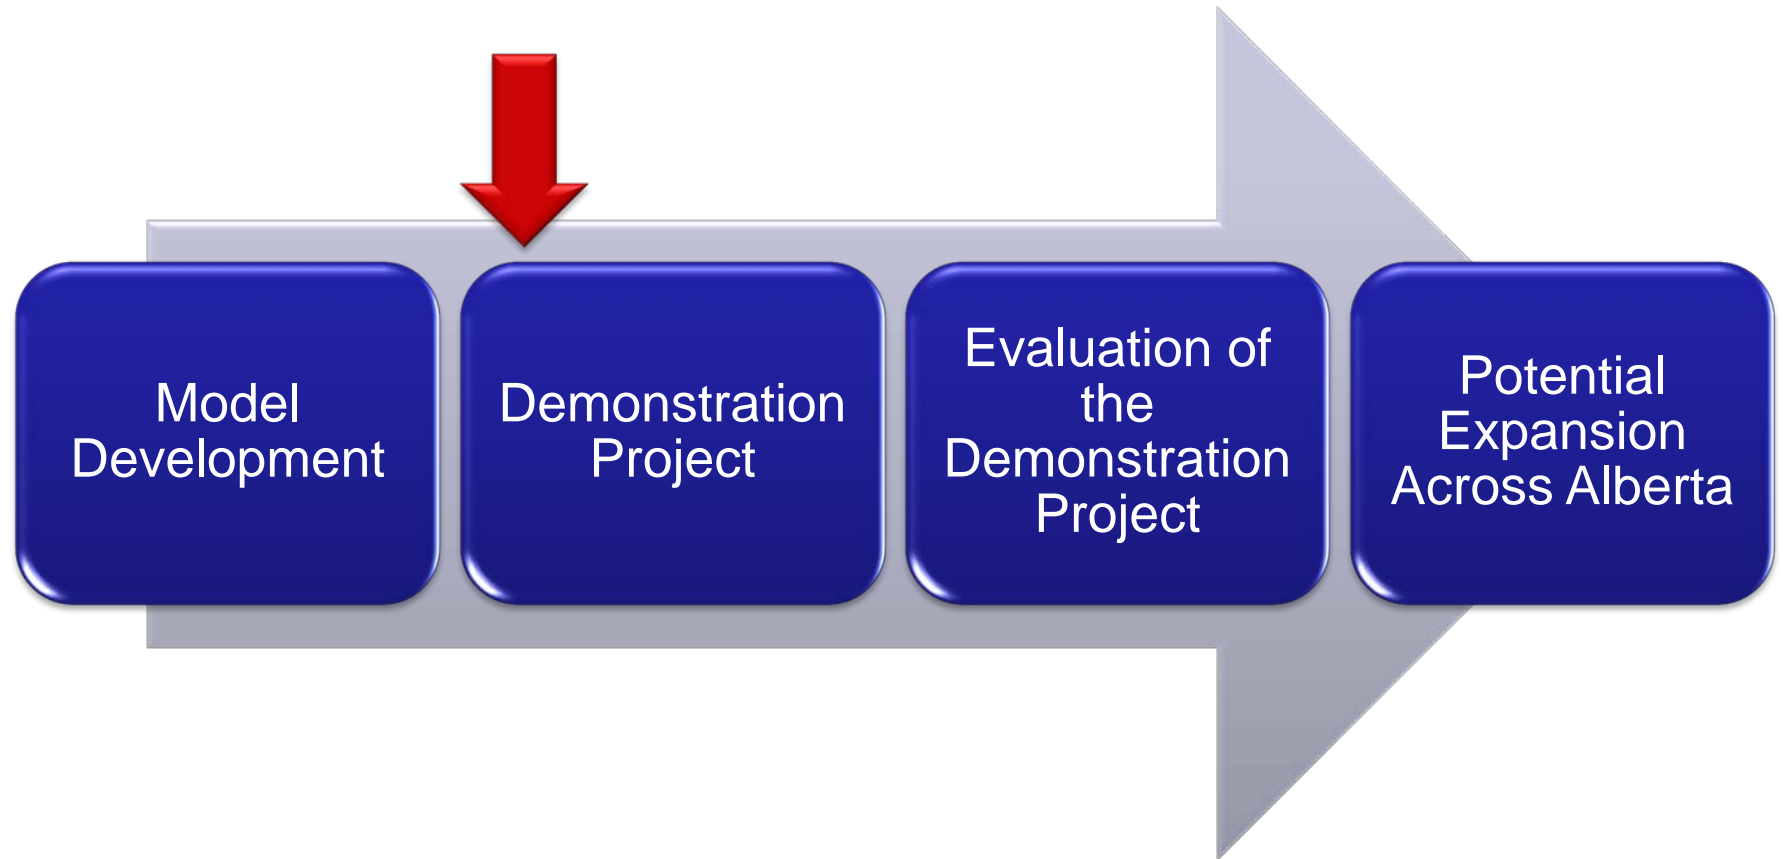 Model
Development
Demonstration
Project
Evaluation of
the
Demonstration
Project
Potential
Expansion
Across Alberta